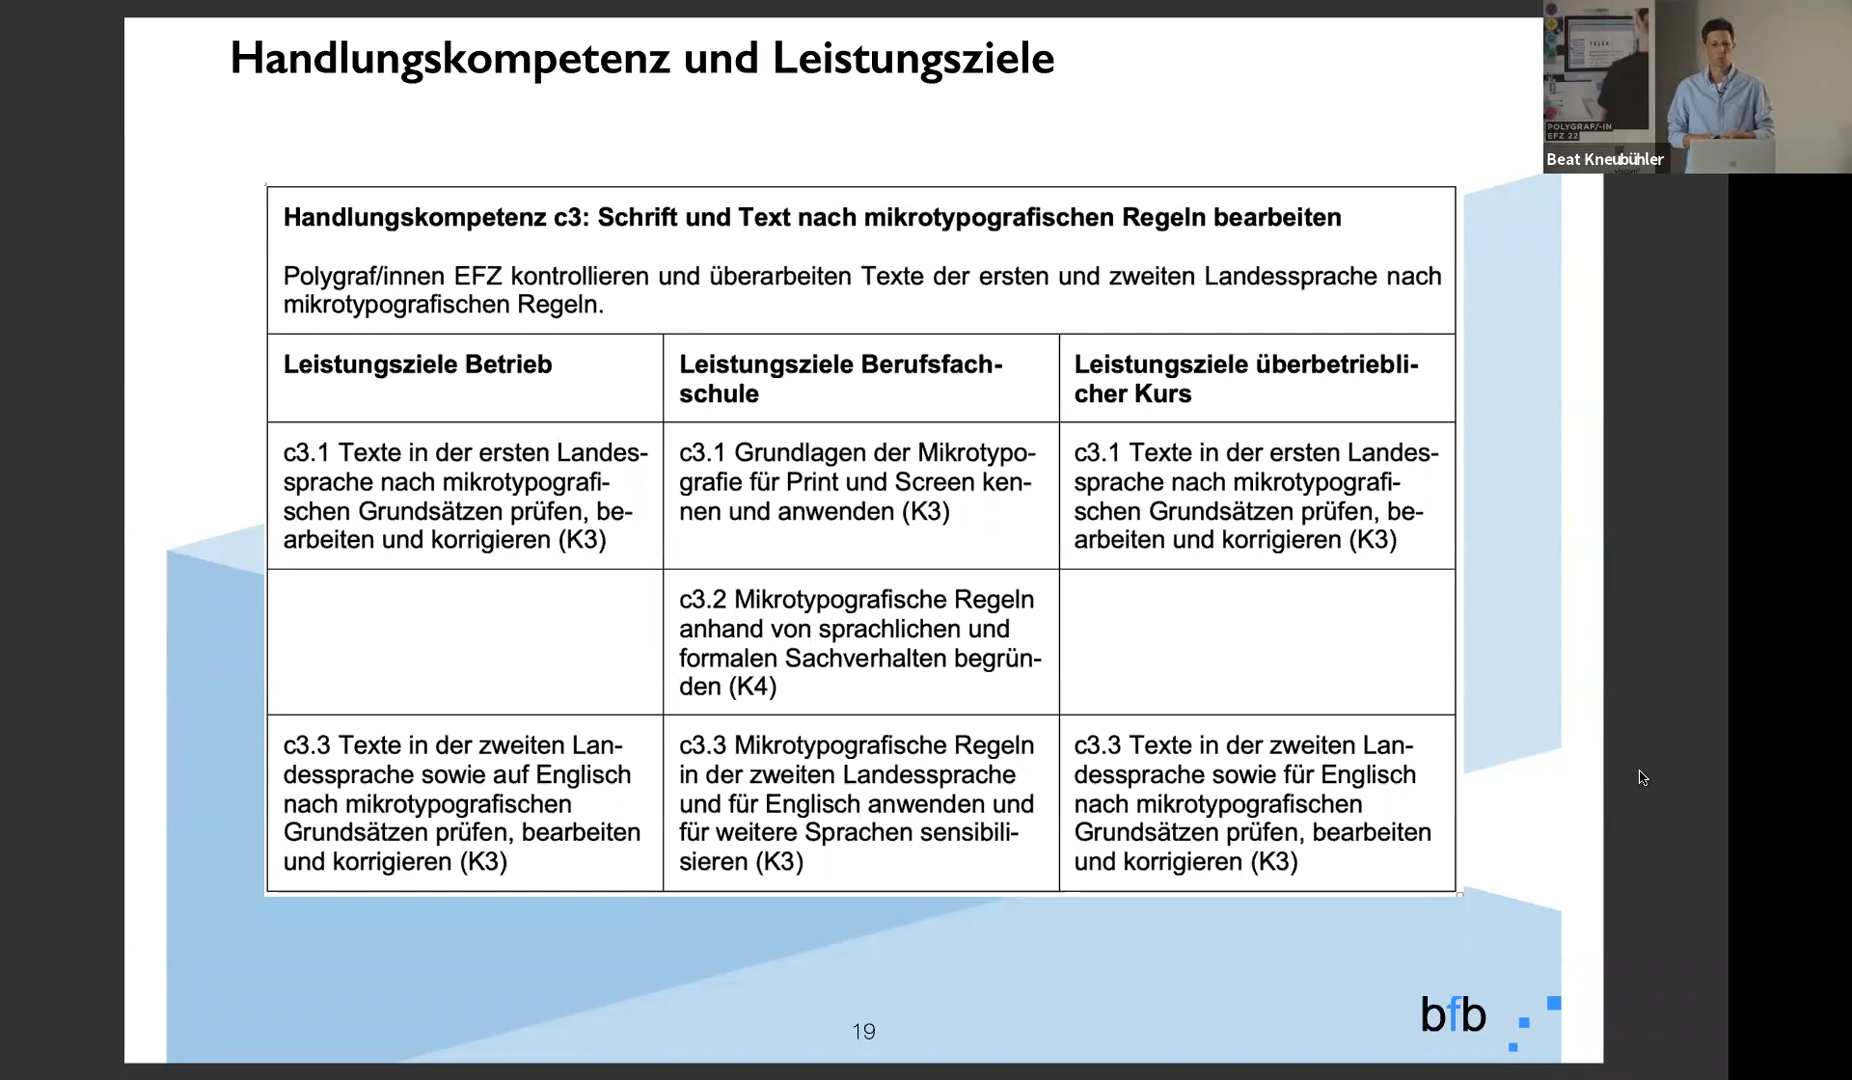 Handlungskompetenz und Leistungsziele
TELEX
POLYGRAF/-IN
EFZ 22
Beat Kneubühler
Handlungskompetenz c3: Schrift und Text nach mikrotypografischen Regeln bearbeiten
Polygraf/innen EFZ kontrollieren und überarbeiten Texte der ersten und zweiten Landessprache nach
mikrotypografischen Regeln.
Leistungsziele Betrieb
Leistungsziele Berufsfach-
schule
Leistungsziele überbetriebli-
cher Kurs
c3.1 Texte in der ersten Landes-
sprache nach mikrotypografi-
schen Grundsätzen prüfen, be-
arbeiten und korrigieren (K3)
c3.1 Grundlagen der Mikrotypo-
grafie für Print und Screen ken-
nen und anwenden (K3)
c3.1 Texte in der ersten Landes-
sprache nach mikrotypografi-
schen Grundsätzen prüfen, be-
arbeiten und korrigieren (K3)
c3.2 Mikrotypografische Regeln
anhand von sprachlichen und
formalen Sachverhalten begrün-
den (K4)
c3.3 Texte in der zweiten Lan-
dessprache sowie auf Englisch
nach mikrotypografischen
Grundsätzen prüfen, bearbeiten
und korrigieren (K3)
c3.3 Mikrotypografische Regeln
in der zweiten Landessprache
und für Englisch anwenden und
für weitere Sprachen sensibili-
sieren (K3)
c3.3 Texte in der zweiten Lan-
dessprache sowie für Englisch
nach mikrotypografischen
Grundsätzen prüfen, bearbeiten
und korrigieren (K3)
19
bfb